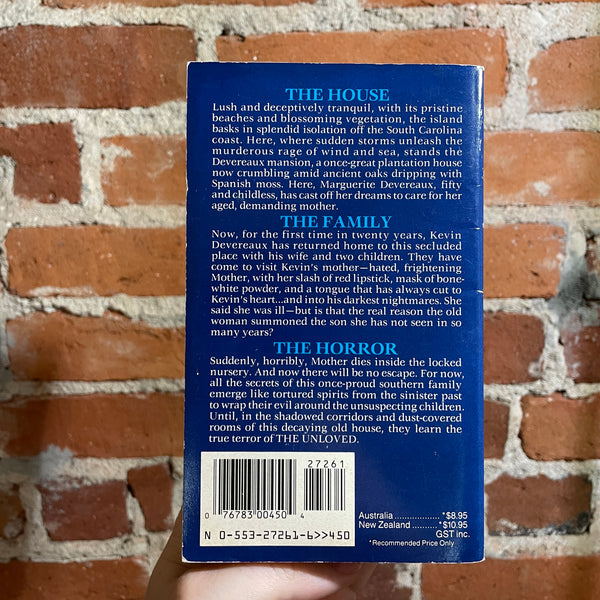 THE HOUSE
Lush and deceptively tranquil, with its pristine
beaches and blossoming vegetation, the island
basks in splendid isolation off the South Carolina
coast. Here, where sudden storms unleash the
murderous rage of wind and sea, stands the
Devereaux mansion, a once-great plantation house
now crumbling amid ancient oaks dripping with
Spanish moss. Here, Marguerite Devereaux, fifty
and childless, has cast off her dreams to care for her
aged, demanding mother.
THE FAMILY
Now, for the first time in twenty years, Kevin
Devereaux has returned home to this secluded
place with his wife and two children. They have
come to visit Kevin's mother—hated, frightening
Mother, with her slash of red lipstick, mask of bone-
white powder, and a tongue that has always cut to
Kevin's heart...and into his darkest nightmares. She
said she was ill—but is that the real reason the old
woman summoned the son she has not seen in so
many years?
THE HORROR
Suddenly, horribly, Mother dies inside the locked
nursery. And now there will be no escape. For now,
all the secrets of this once-proud southern family
emerge like tortured spirits from the sinister past
to wrap their evil around the unsuspecting children.
Until, in the shadowed corridors and dust-covered
rooms of this decaying old house, they learn the
true terror of THE UNLOVED.
27261
0 76783 00450 4
N 0-553-27261-6>>450
Australia .................. *$8.95
New Zealand .......... *$10.95
GST inc.
*Recommended Price Only